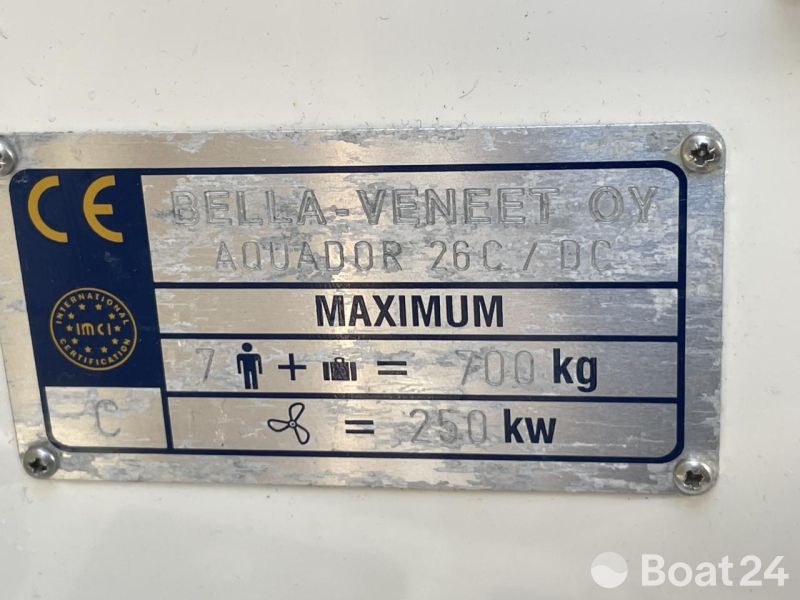 CE
BELLA-VENEET OY
AQUADOR 26C / DC
MAXIMUM
INTERNATIONAL
IMCI
CERTIFICATION
7 + = 700 kg
C
= 250 kw
Boat24